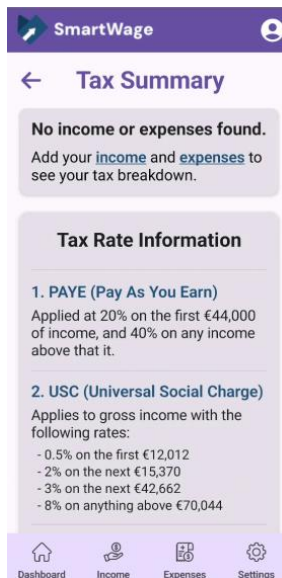 SmartWage
Tax Summary
No income or expenses found.
Add your income and expenses to
see your tax breakdown.
Tax Rate Information
1. PAYE (Pay As You Earn)
Applied at 20% on the first €44,000
of income, and 40% on any income
above that it.
2. USC (Universal Social Charge)
Applies to gross income with the
following rates:
- 0.5% on the first €12,012
- 2% on the next €15,370
- 3% on the next €42,662
- 8% on anything above €70,044
Dashboard Income Expenses Settings